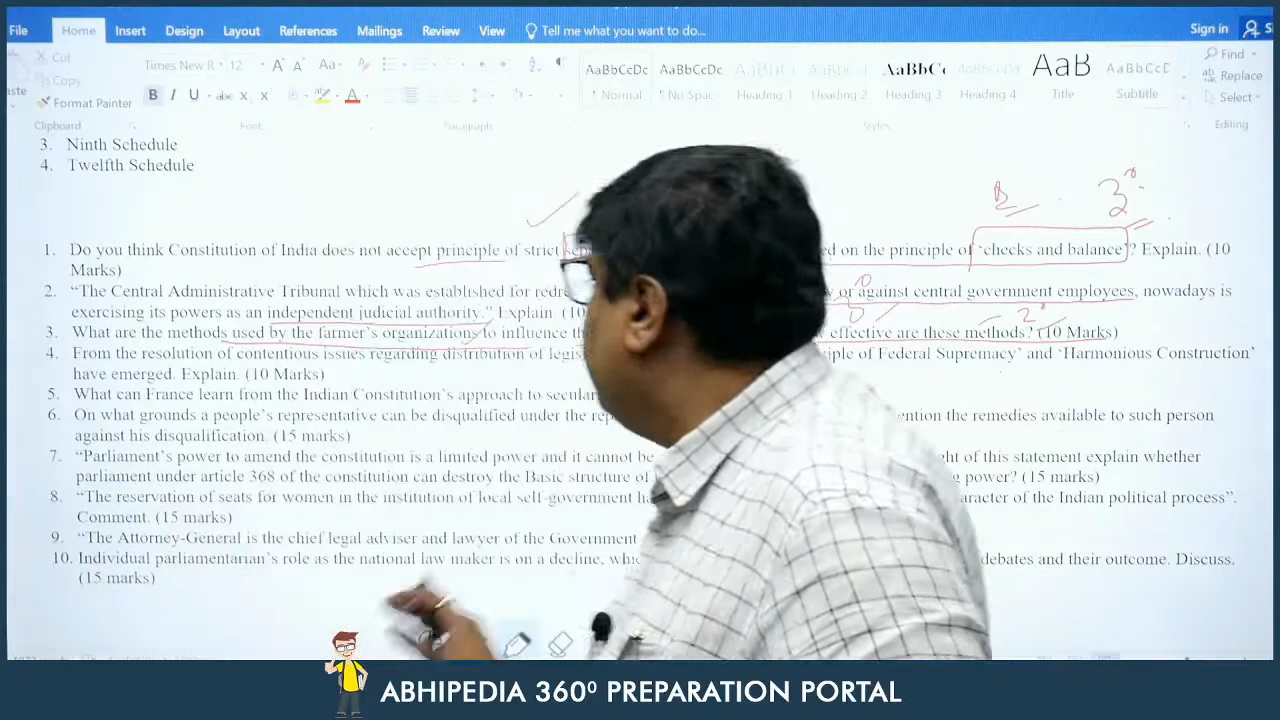 File Home Insert Design Layout References Mailings Review View Tell me what you want to do... Sign in
Cut
Copy
Format Painter
Clipboard
Times New R 12
Font
Paragraph
AaBbCcDc AaBbCcDc AaBbCc AaBbCcD AaBbCc AaBbCcDc AaB AaBbCcD
¶ Normal ¶ No Spac Heading 1 Heading 2 Heading 3 Heading 4 Title Subtitle
Styles
Find
Replace
Select
Editing
3. Ninth Schedule
4. Twelfth Schedule
1. Do you think Constitution of India does not accept principle of strict ed on the principle of ‘checks and balance’? Explain. (10
Marks)
2. “The Central Administrative Tribunal which was established for redre or against central government employees, nowadays is
exercising its powers as an independent judicial authority.” Explain (10
3. What are the methods used by the farmer’s organizations to influence effective are these methods? (10 Marks)
4. From the resolution of contentious issues regarding distribution of legis iple of Federal Supremacy’ and ‘Harmonious Construction’
have emerged. Explain. (10 Marks)
5. What can France learn from the Indian Constitution’s approach to secular
6. On what grounds a people’s representative can be disqualified under the rep ention the remedies available to such person
against his disqualification. (15 marks)
7. “Parliament’s power to amend the constitution is a limited power and it cannot be ght of this statement explain whether
parliament under article 368 of the constitution can destroy the Basic structure of g power? (15 marks)
8. “The reservation of seats for women in the institution of local self-government ha aracter of the Indian political process”.
Comment. (15 marks)
9. “The Attorney-General is the chief legal adviser and lawyer of the Government
10. Individual parliamentarian’s role as the national law maker is on a decline, whic debates and their outcome. Discuss.
(15 marks)
ABHIPEDIA 360⁰ PREPARATION PORTAL